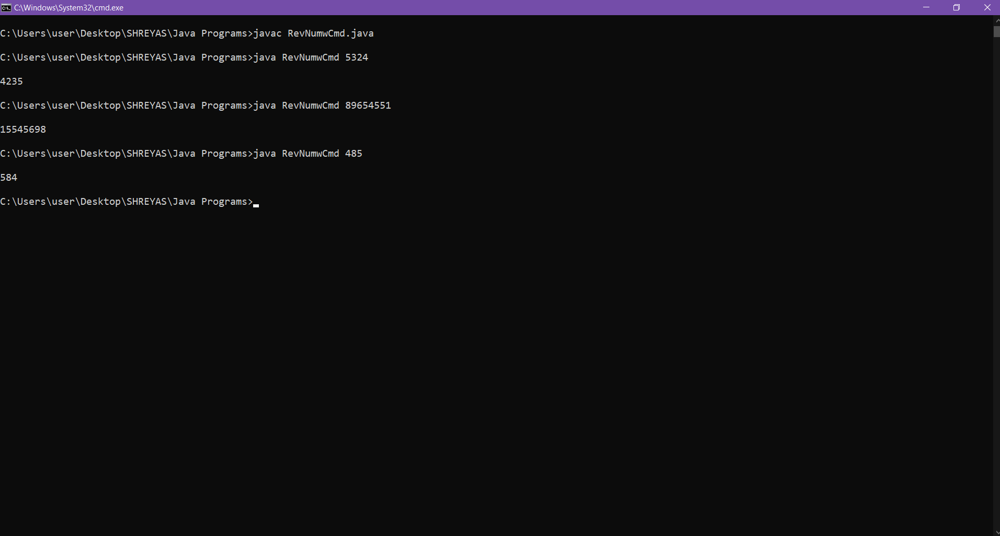 C:\Windows\System32\cmd.exe
C:\Users\user\Desktop\SHREYAS\Java Programs>javac RevNumwCmd.java
C:\Users\user\Desktop\SHREYAS\Java Programs>java RevNumwCmd 5324
4235
C:\Users\user\Desktop\SHREYAS\Java Programs>java RevNumwCmd 89654551
15545698
C:\Users\user\Desktop\SHREYAS\Java Programs>java RevNumwCmd 485
584
C:\Users\user\Desktop\SHREYAS\Java Programs>